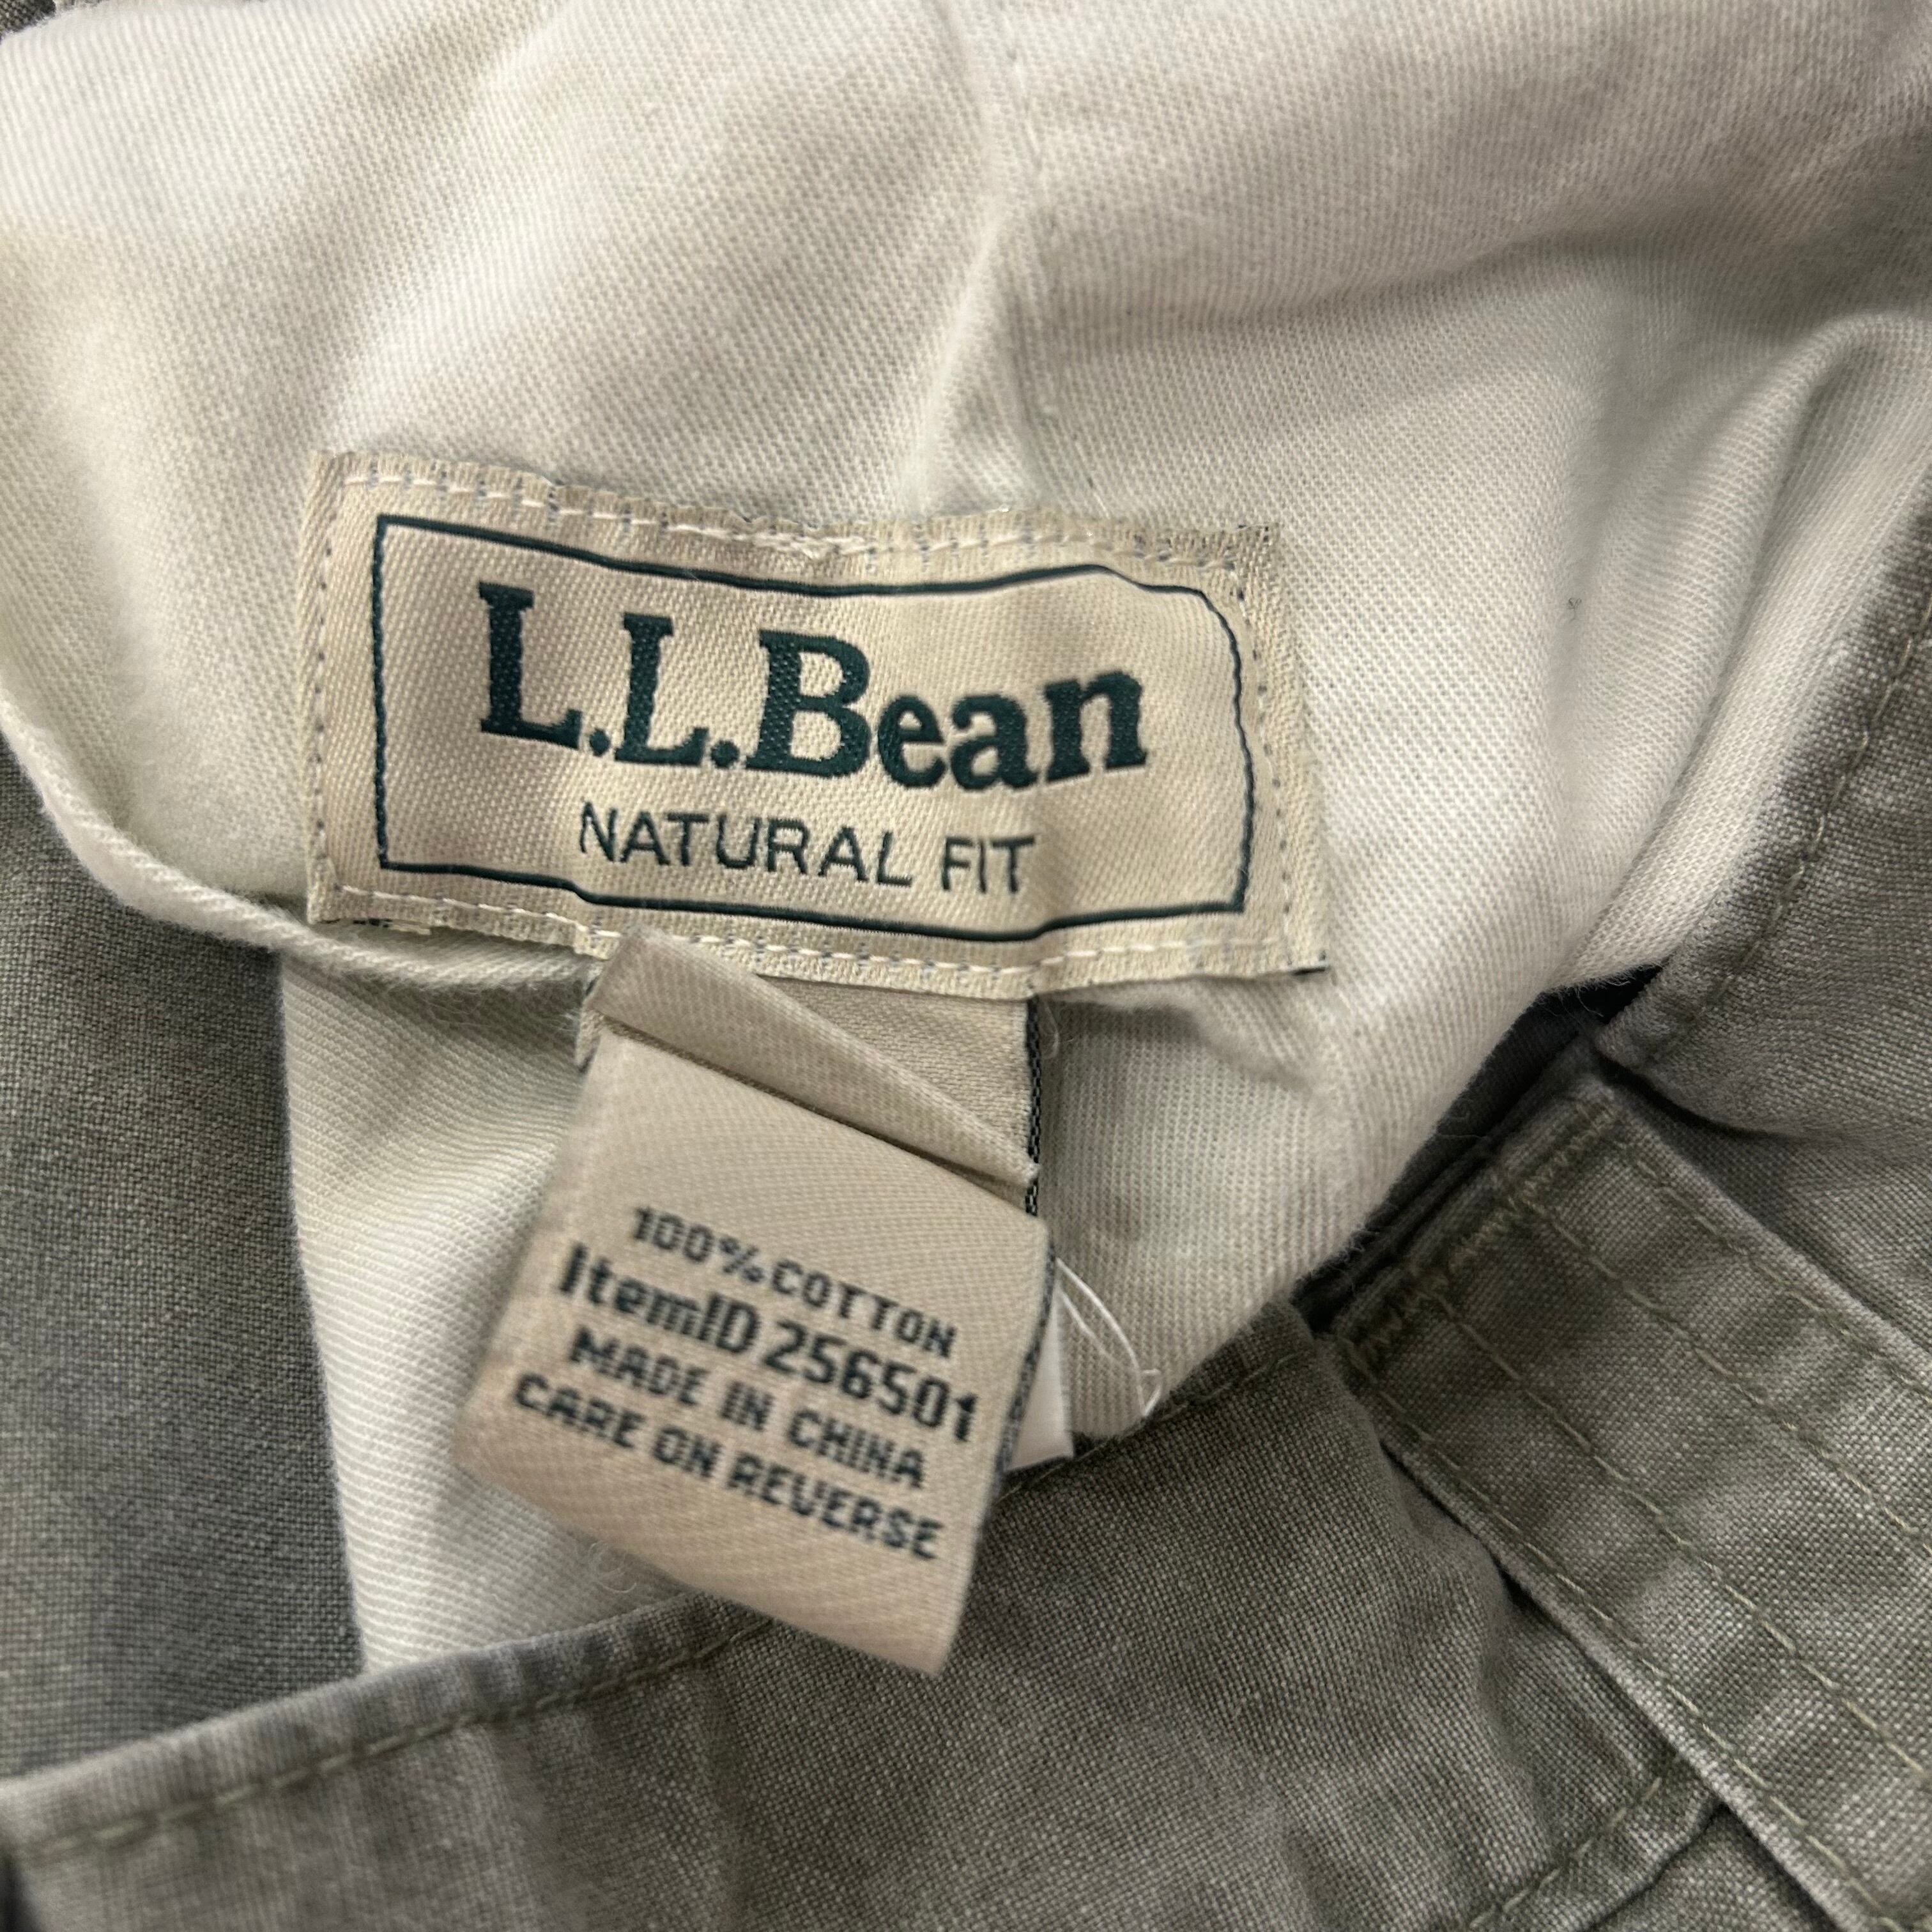 L.L.Bean
NATURAL FIT
100% COTTON
ItemID 256501
MADE IN CHINA
CARE ON REVERSE